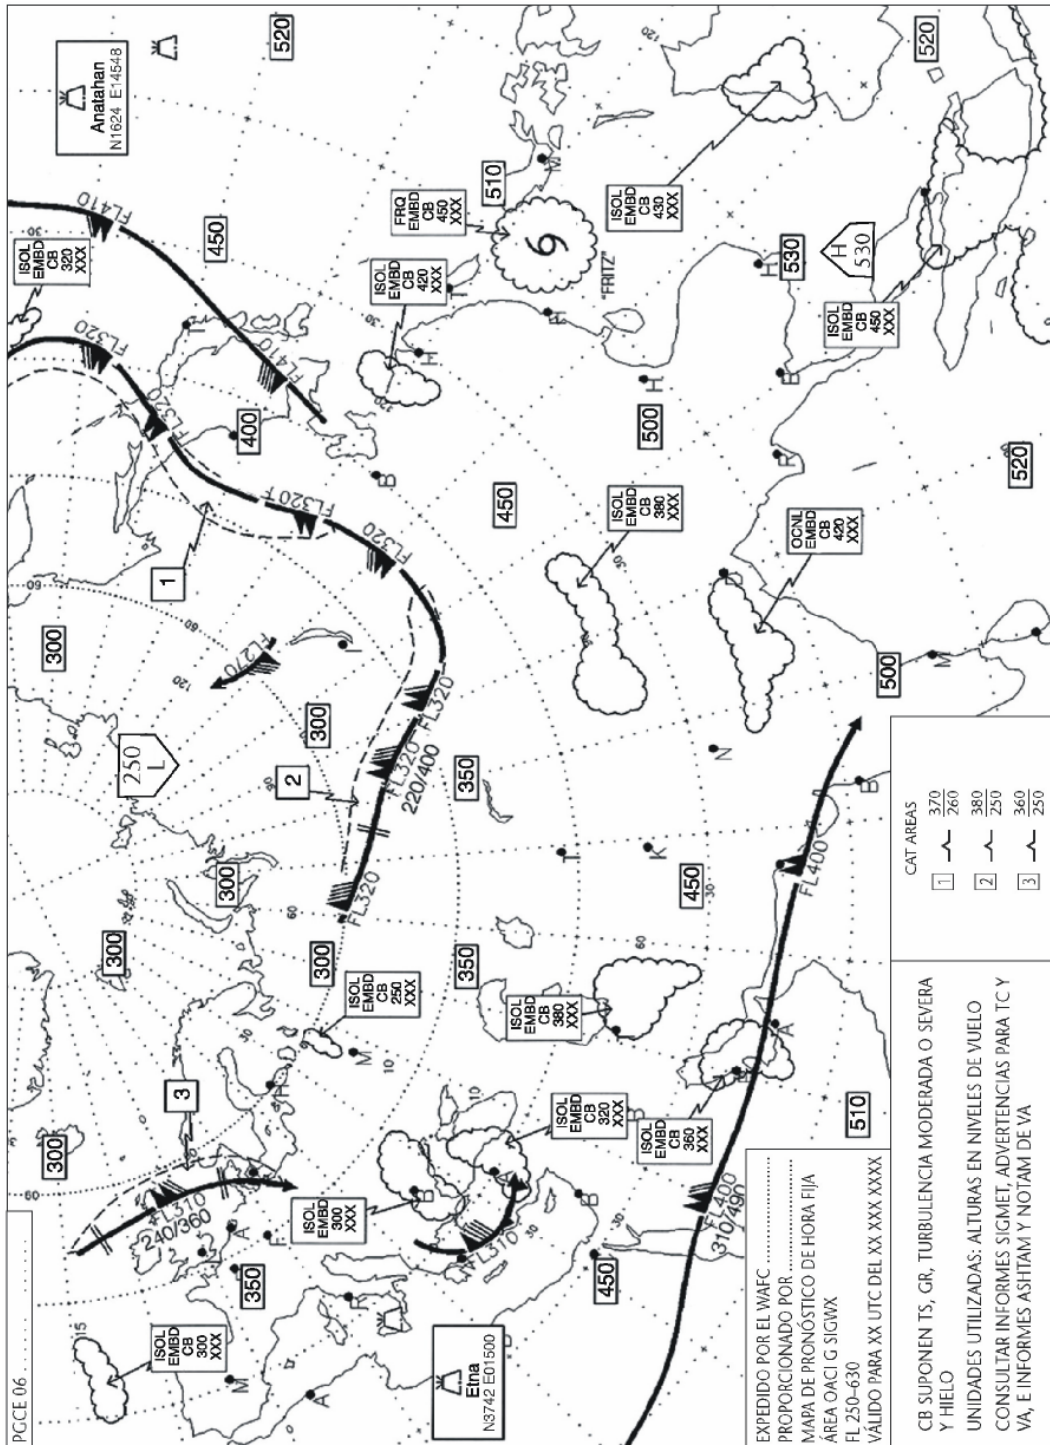 PGCE 06
Anatahan
N1624 E14548
520
ISOL
EMBD
CB
320
XXX
FL410
450
FL320
FL320
FL410
400
1
300
FL320
FL320
FL270
120
60
250
L
300
2
300
FL320
FL320
220/400
FL320
350
300
300
300
350
ISOL
EMBD
CB
250
XXX
3
300
FL310
240/360
350
ISOL
EMBD
300
XXX
FL310
ISOL
EMBD
CB
300
XXX
15
Etna
N3742 E01500
450
ISOL
EMBD
CB
320
XXX
ISOL
EMBD
CB
360
XXX
ISOL
EMBD
CB
380
XXX
FL400
310/490
510
450
FL400
500
OCNL
EMBD
CB
420
XXX
ISOL
EMBD
CB
380
XXX
450
500
520
ISOL
EMBD
CB
420
XXX
FRQ
EMBD
CB
450
XXX
510
"FRITZ"
ISOL
EMBD
CB
430
XXX
530
H
530
ISOL
EMBD
CB
450
XXX
520
EXPEDIDO POR EL WAFC
PROPORCIONADO POR
MAPA DE PRONÓSTICO DE HORA FIJA
ÁREA OACI G SIGWX
FL 250-630
VÁLIDO PARA XX UTC DEL XX XXX XXXX
CB SUPONEN TS, GR, TURBULENCIA MODERADA O SEVERA
Y HIELO
UNIDADES UTILIZADAS: ALTURAS EN NIVELES DE VUELO
CONSULTAR INFORMES SIGMET, ADVERTENCIAS PARA TC Y
VA, E INFORMES ASHTAM Y NOTAM DE VA
CAT AREAS
1 370
260
2 380
250
3 360
250